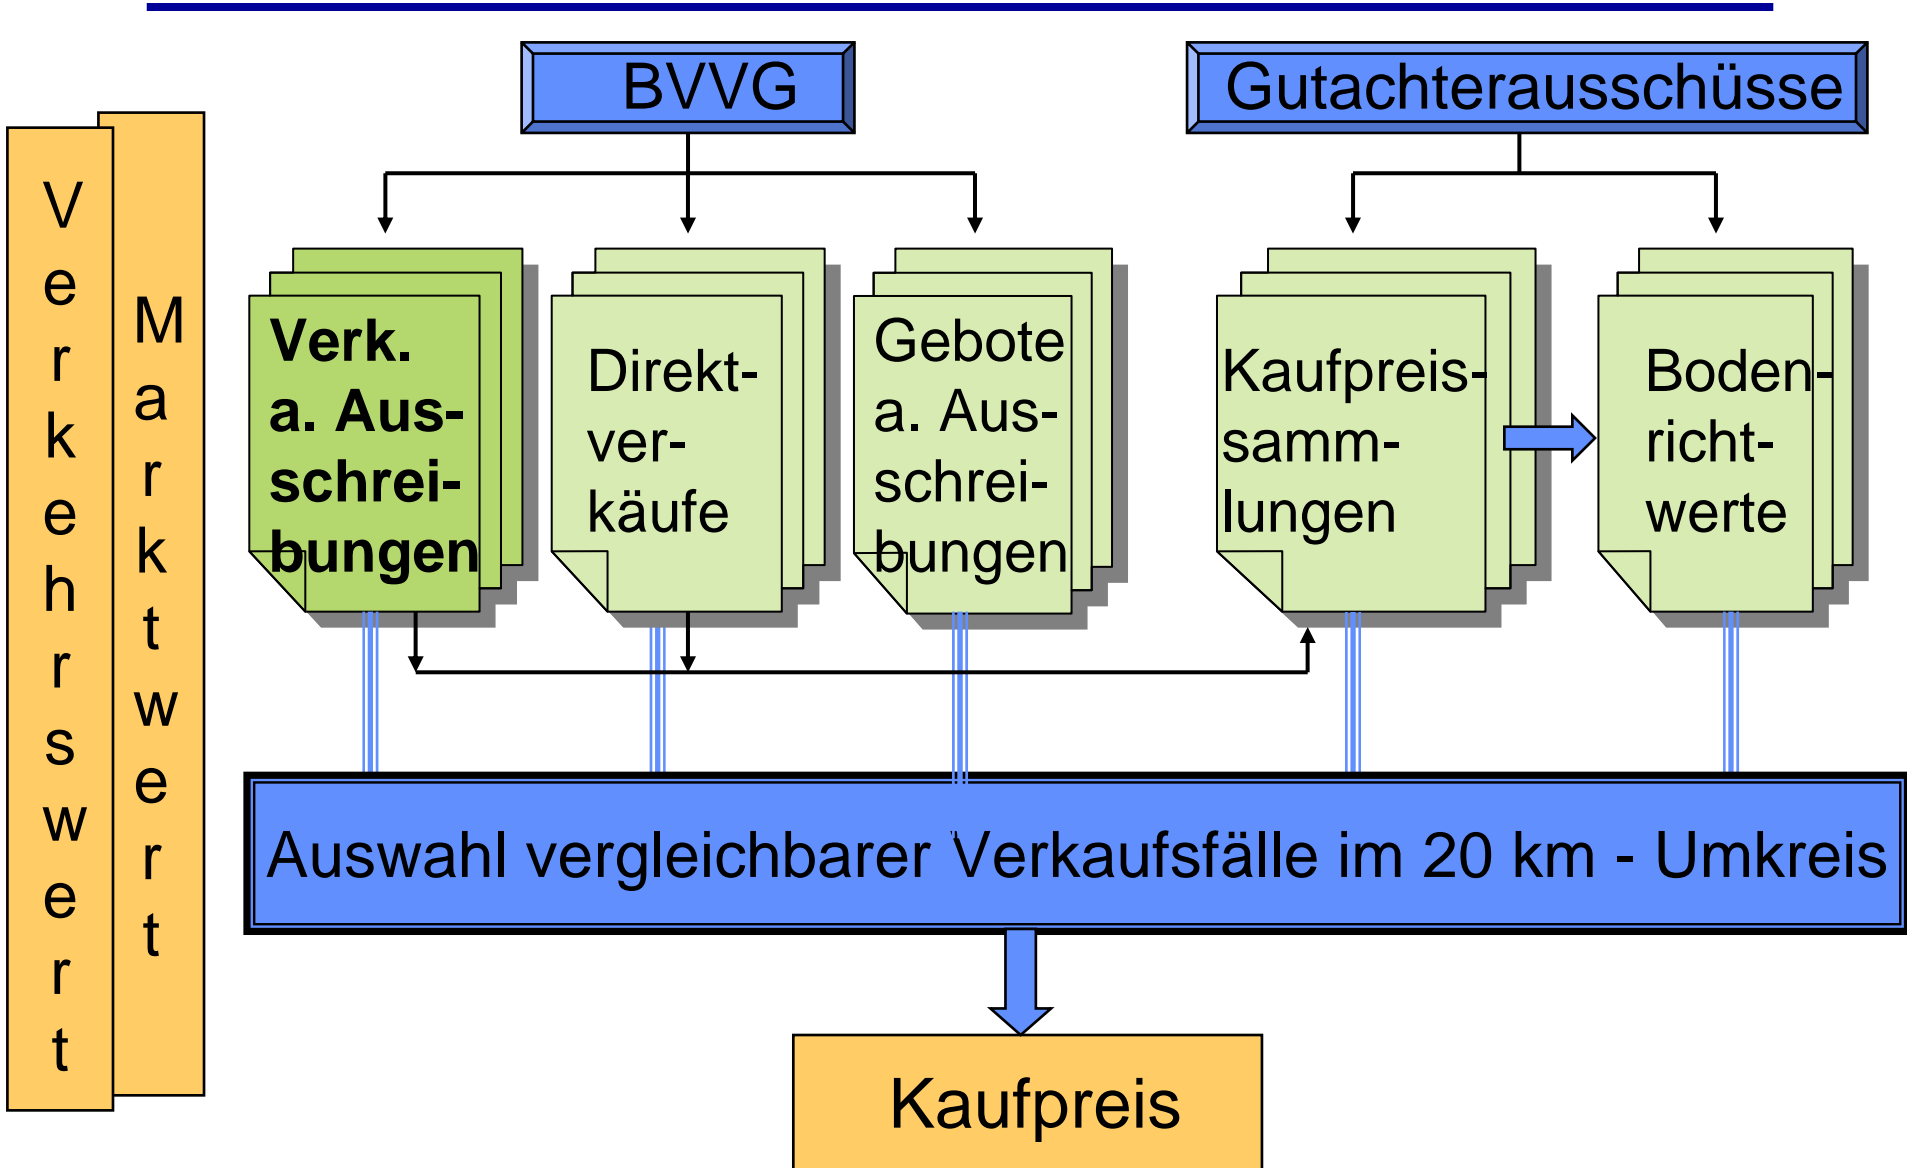 BVVG
Gutachterausschüsse
Verkehrswert
Marktwert
Verk.
a. Aus-
schrei-
bungen
Direkt-
ver-
käufe
Gebote
a. Aus-
schrei-
bungen
Kaufpreis-
samm-
lungen
Boden-
richt-
werte
Auswahl vergleichbarer Verkaufsfälle im 20 km - Umkreis
Kaufpreis